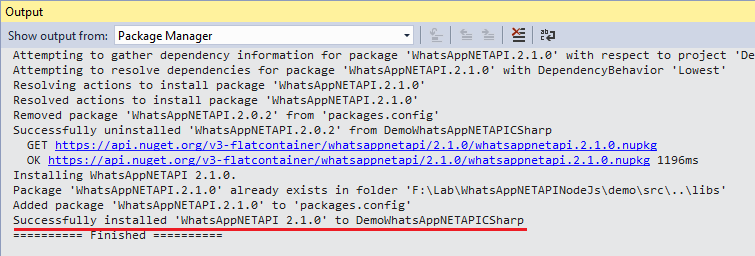 Output
Show output from: Package Manager
Attempting to gather dependency information for package 'WhatsAppNETAPI.2.1.0' with respect to project 'De
Attempting to resolve dependencies for package 'WhatsAppNETAPI.2.1.0' with DependencyBehavior 'Lowest'
Resolving actions to install package 'WhatsAppNETAPI.2.1.0'
Resolved actions to install package 'WhatsAppNETAPI.2.1.0'
Removed package 'WhatsAppNETAPI.2.0.2' from 'packages.config'
Successfully uninstalled 'WhatsAppNETAPI.2.0.2' from DemoWhatsAppNETAPICSharp
GET https://api.nuget.org/v3-flatcontainer/whatsappnetapi/2.1.0/whatsappnetapi.2.1.0.nupkg
OK https://api.nuget.org/v3-flatcontainer/whatsappnetapi/2.1.0/whatsappnetapi.2.1.0.nupkg 1196ms
Installing WhatsAppNETAPI 2.1.0.
Package 'WhatsAppNETAPI.2.1.0' already exists in folder 'F:\Lab\WhatsAppNETAPINodeJs\demo\src\..\libs'
Added package 'WhatsAppNETAPI.2.1.0' to 'packages.config'
Successfully installed 'WhatsAppNETAPI 2.1.0' to DemoWhatsAppNETAPICSharp
========== Finished ==========